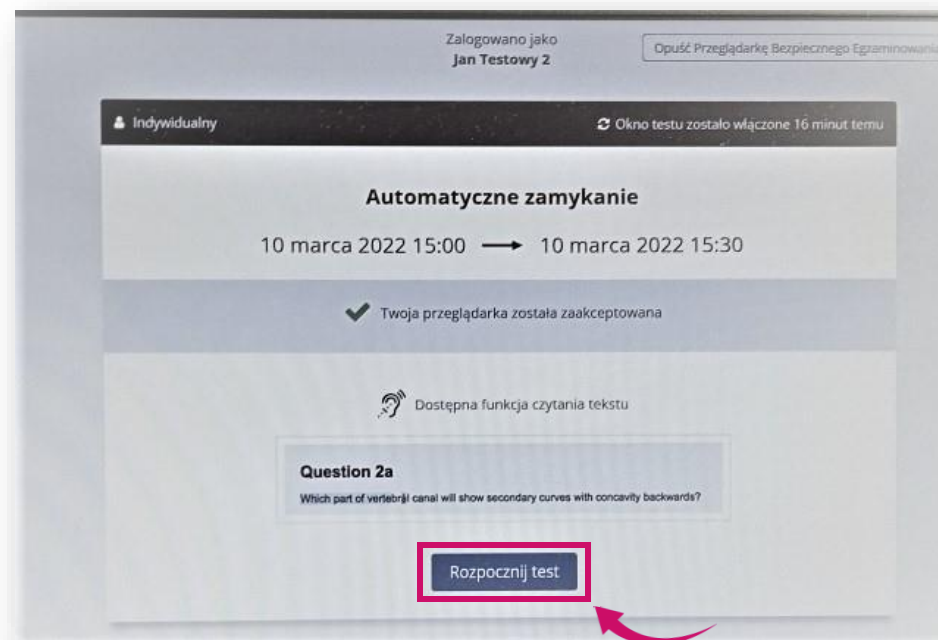 Zalogowano jako
Jan Testowy 2
Opuść Przeglądarkę Bezpiecznego Egzaminowania
Indywidualny
Okno testu zostało włączone 16 minut temu
Automatyczne zamykanie
10 marca 2022 15:00 → 10 marca 2022 15:30
Twoja przeglądarka została zaakceptowana
Dostępna funkcja czytania tekstu
Question 2a
Which part of vertebral canal will show secondary curves with concavity backwards?
Rozpocznij test